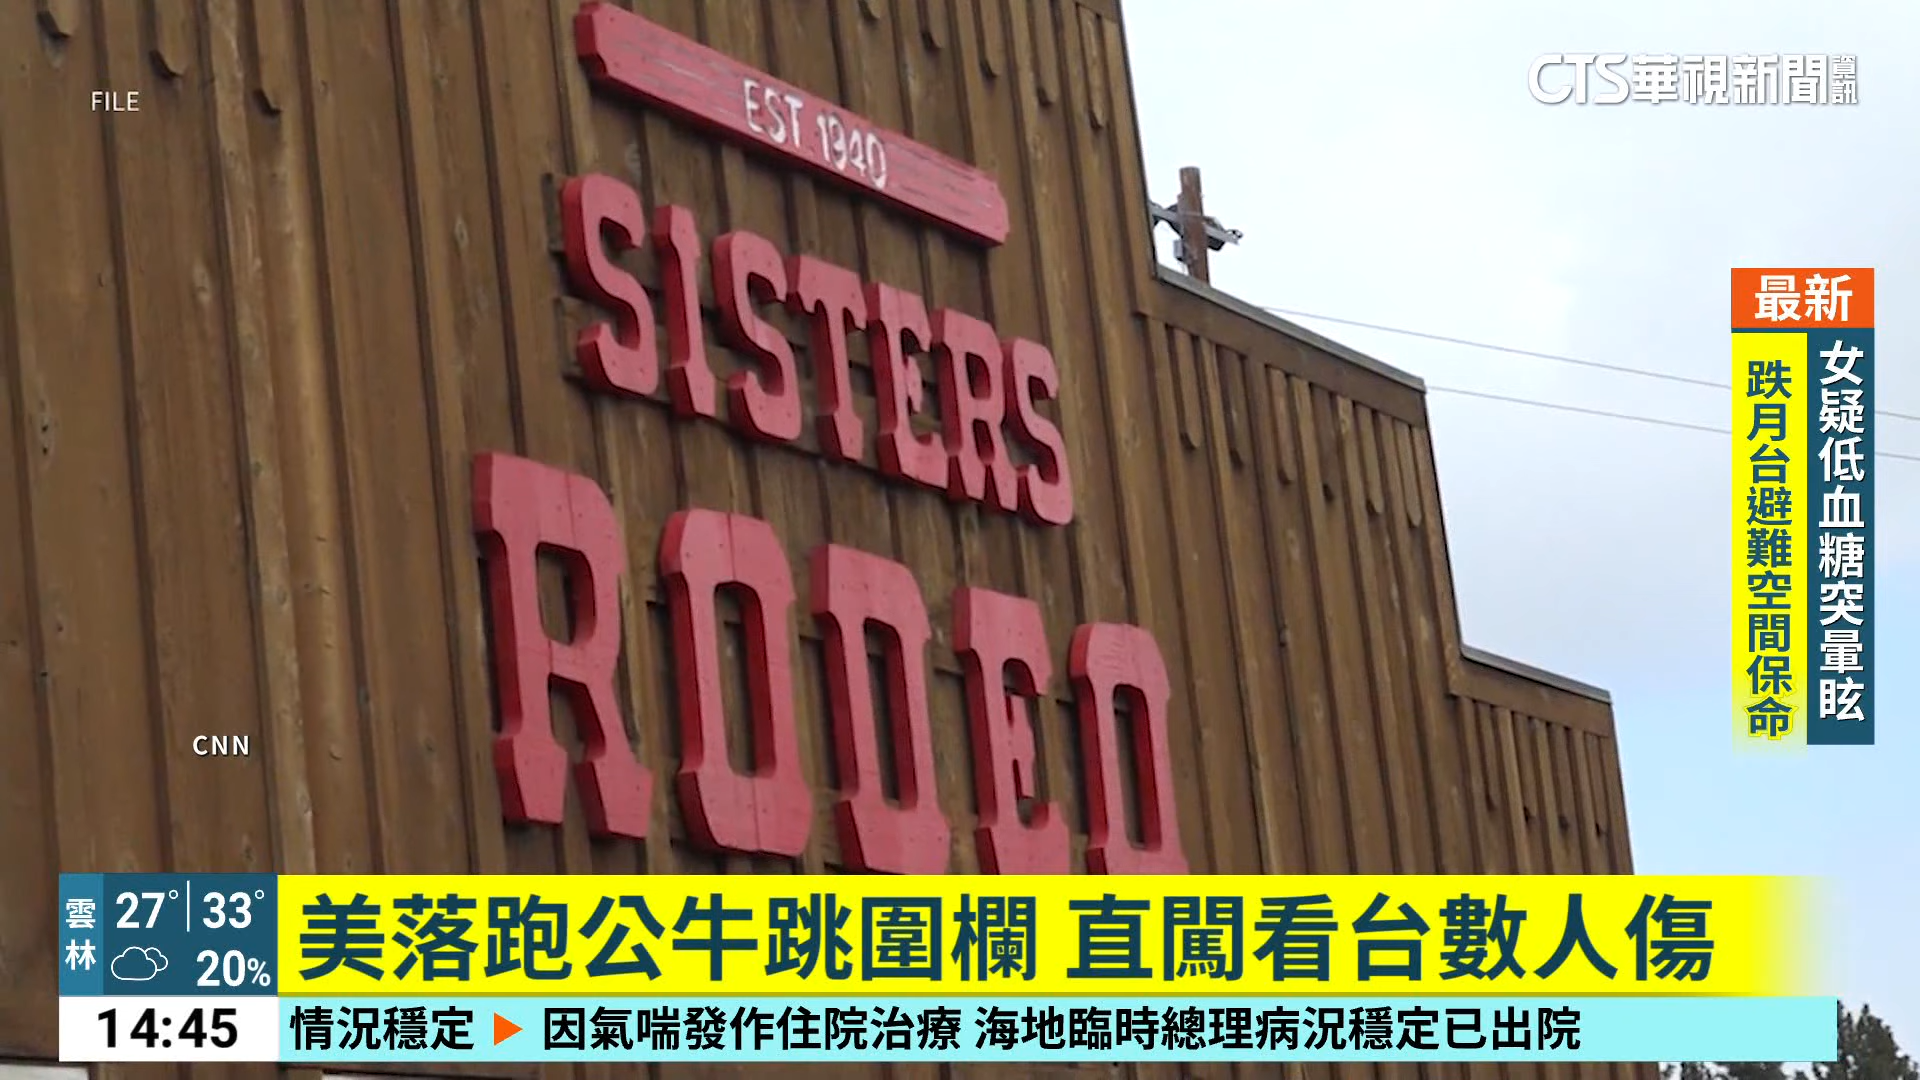 FILE
CTS華視新聞資訊
EST 1940
SISTERS
RODEO
最新
女疑低血糖突暈眩
跌月台避難空間保命
CNN
雲林
27° 33°
20%
美落跑公牛跳圍欄 直闖看台數人傷
14:45
情況穩定 ▶ 因氣喘發作住院治療 海地臨時總理病況穩定已出院